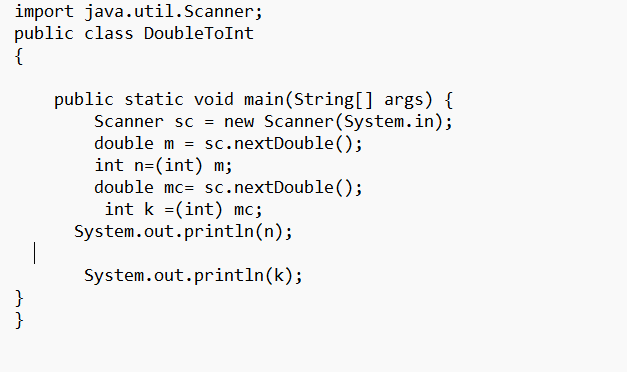 import java.util.Scanner;
public class DoubleToInt
{
public static void main(String[] args) {
Scanner sc = new Scanner(System.in);
double m = sc.nextDouble();
int n=(int) m;
double mc= sc.nextDouble();
int k =(int) mc;
System.out.println(n);
System.out.println(k);
}
}